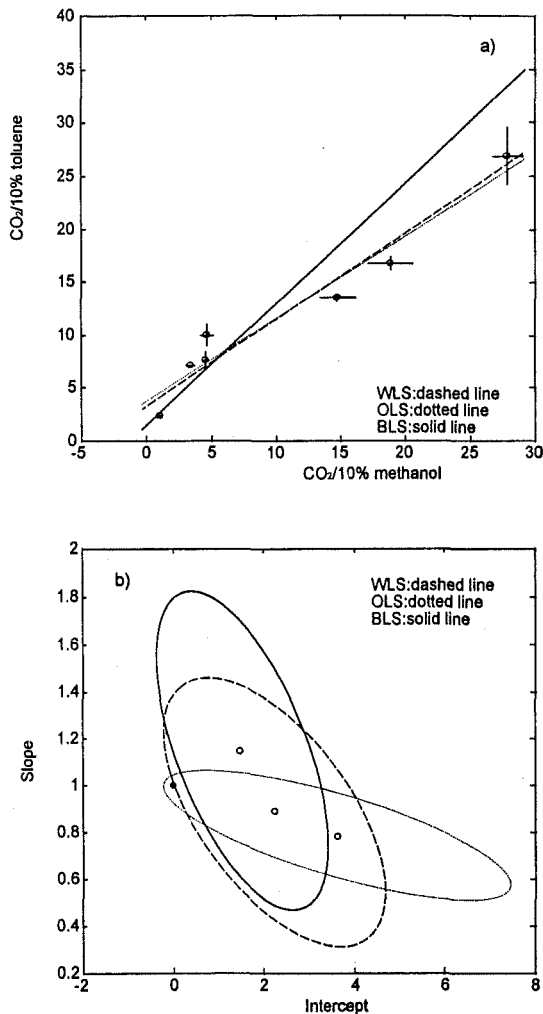 a)
CO₂/10% toluene
40
35
30
25
20
15
10
5
0
-5
0
5
10
15
20
25
30
CO₂/10% methanol
WLS:dashed line
OLS:dotted line
BLS:solid line
b)
Slope
2
1.8
1.6
1.4
1.2
1
0.8
0.6
0.4
0.2
-2
0
2
4
6
8
Intercept
WLS:dashed line
OLS:dotted line
BLS:solid line